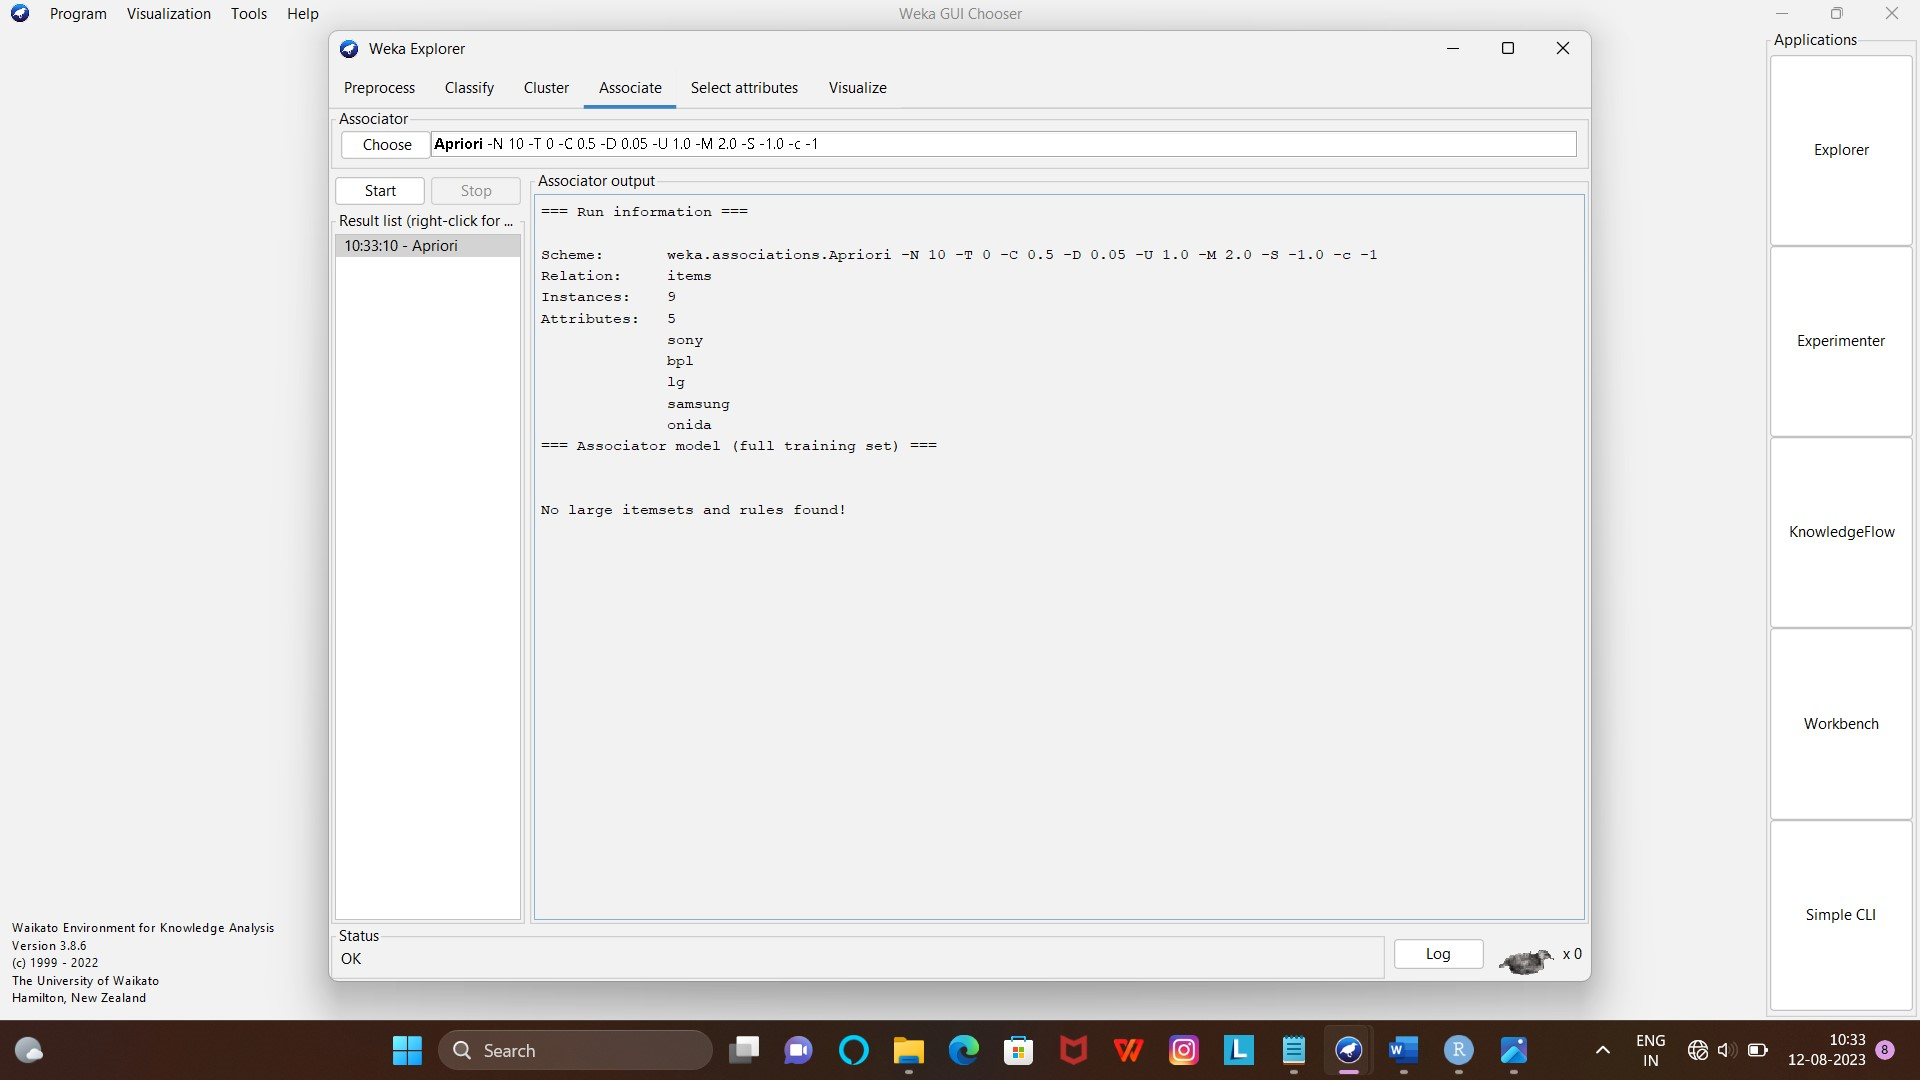 Program Visualization Tools Help
Weka GUI Chooser
Applications
Weka Explorer
Preprocess Classify Cluster Associate Select attributes Visualize
Associator
Choose Apriori -N 10 -T 0 -C 0.5 -D 0.05 -U 1.0 -M 2.0 -S -1.0 -c -1
Start Stop
Result list (right-click for ...
10:33:10 - Apriori
Associator output
=== Run information ===
Scheme: weka.associations.Apriori -N 10 -T 0 -C 0.5 -D 0.05 -U 1.0 -M 2.0 -S -1.0 -c -1
Relation: items
Instances: 9
Attributes: 5
sony
bpl
lg
samsung
onida
=== Associator model (full training set) ===
No large itemsets and rules found!
Status
OK
Log
x 0
Explorer
Experimenter
KnowledgeFlow
Workbench
Simple CLI
Waikato Environment for Knowledge Analysis
Version 3.8.6
(c) 1999 - 2022
The University of Waikato
Hamilton, New Zealand
Search
L
W
R
ENG
IN
10:33
12-08-2023
8